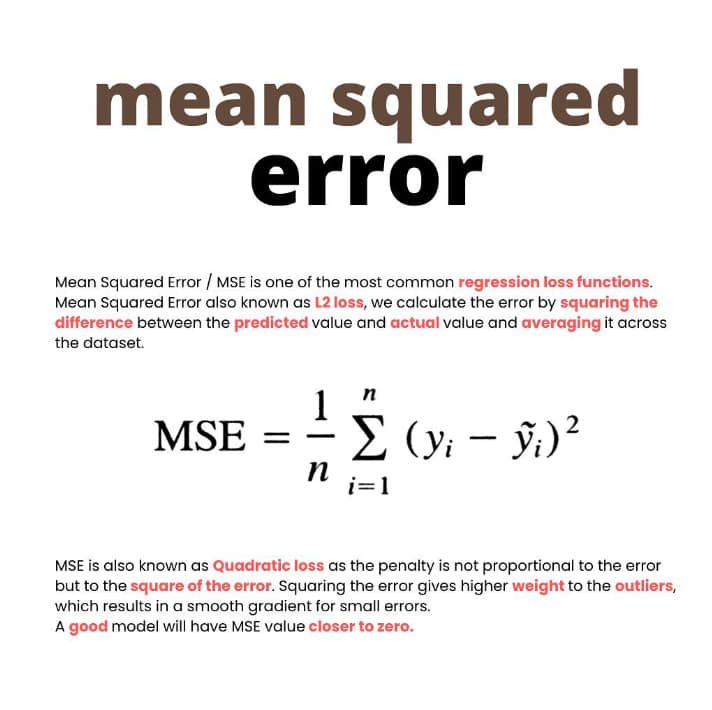 mean squared
error
Mean Squared Error / MSE is one of the most common regression loss functions.
Mean Squared Error also known as L2 loss, we calculate the error by squaring the
difference between the predicted value and actual value and averaging it across
the dataset.
MSE = \frac{1}{n} \sum_{i=1}^{n} (y_i - \tilde{y}_i)^2
MSE is also known as Quadratic loss as the penalty is not proportional to the error
but to the square of the error. Squaring the error gives higher weight to the outliers,
which results in a smooth gradient for small errors.
A good model will have MSE value closer to zero.